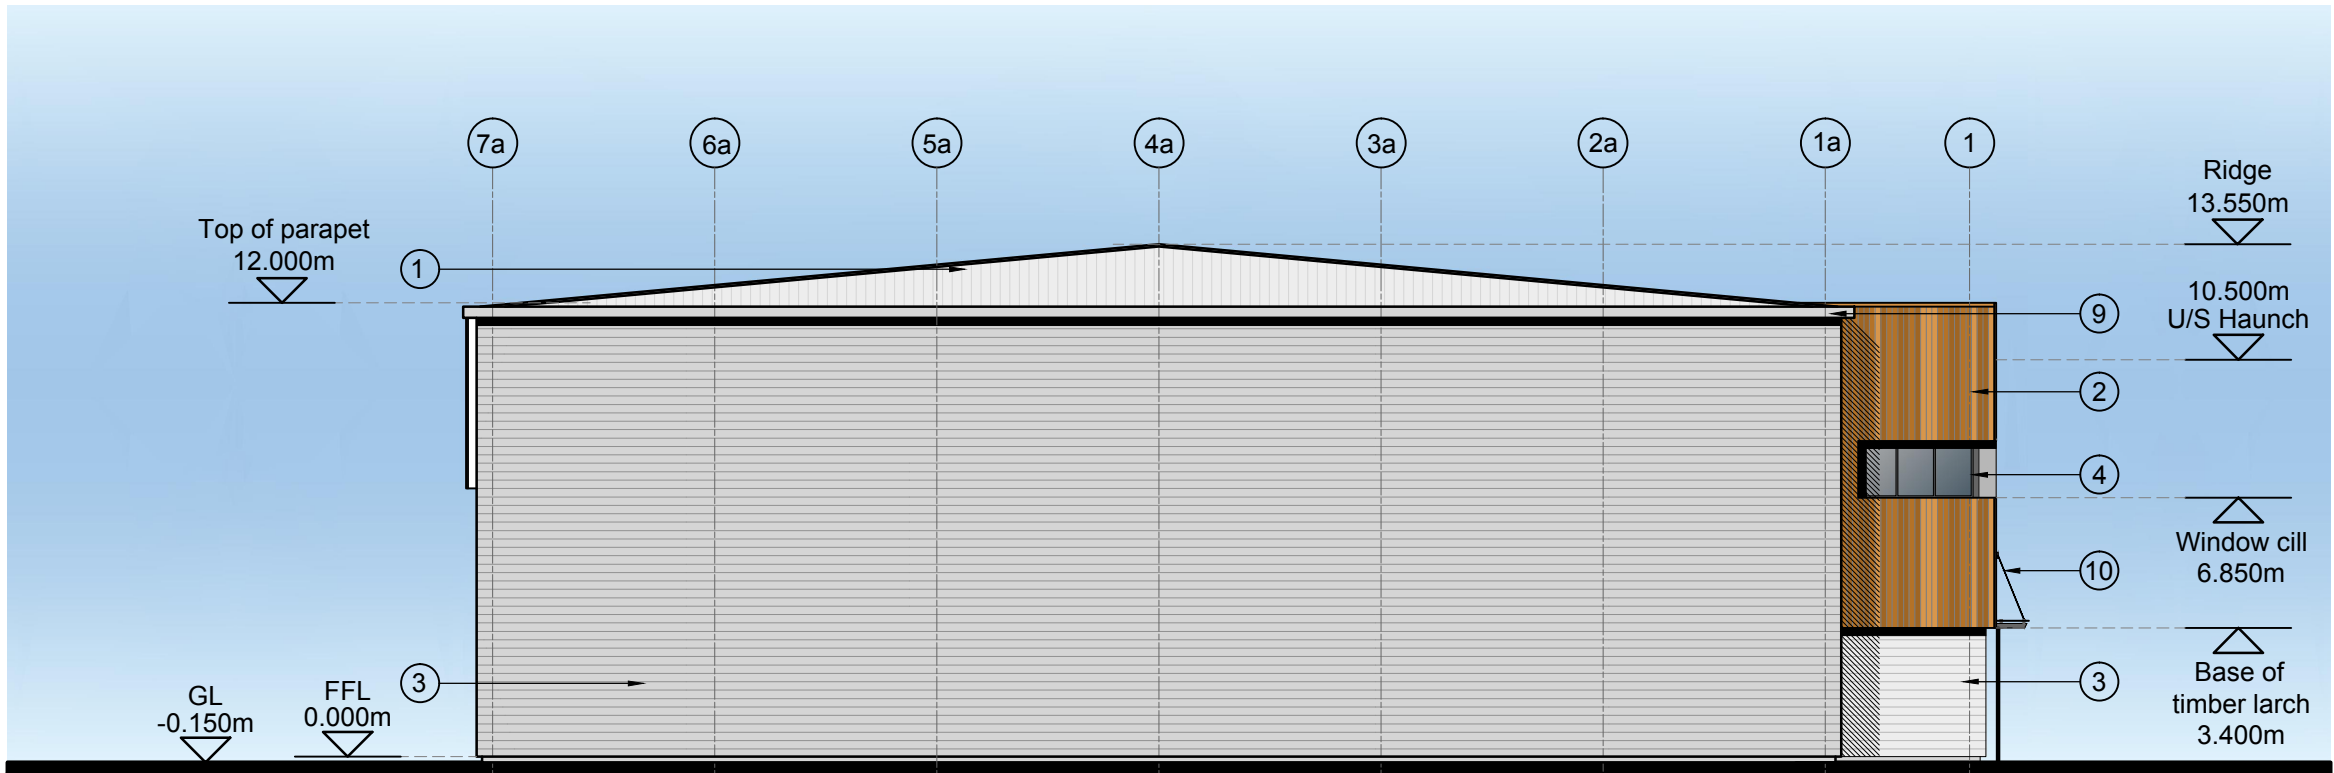 7a
6a
5a
4a
3a
2a
1a
1
Ridge
13.550m
Top of parapet
12.000m
1
10.500m
U/S Haunch
9
2
4
Window cill
6.850m
10
Base of
timber larch
3.400m
3
3
GL
-0.150m
FFL
0.000m